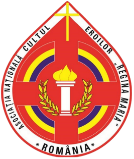 ASOCIAȚIA NAȚIONALĂ CULTUL EROILOR "REGINA MARIA"
• ROMÂNIA •